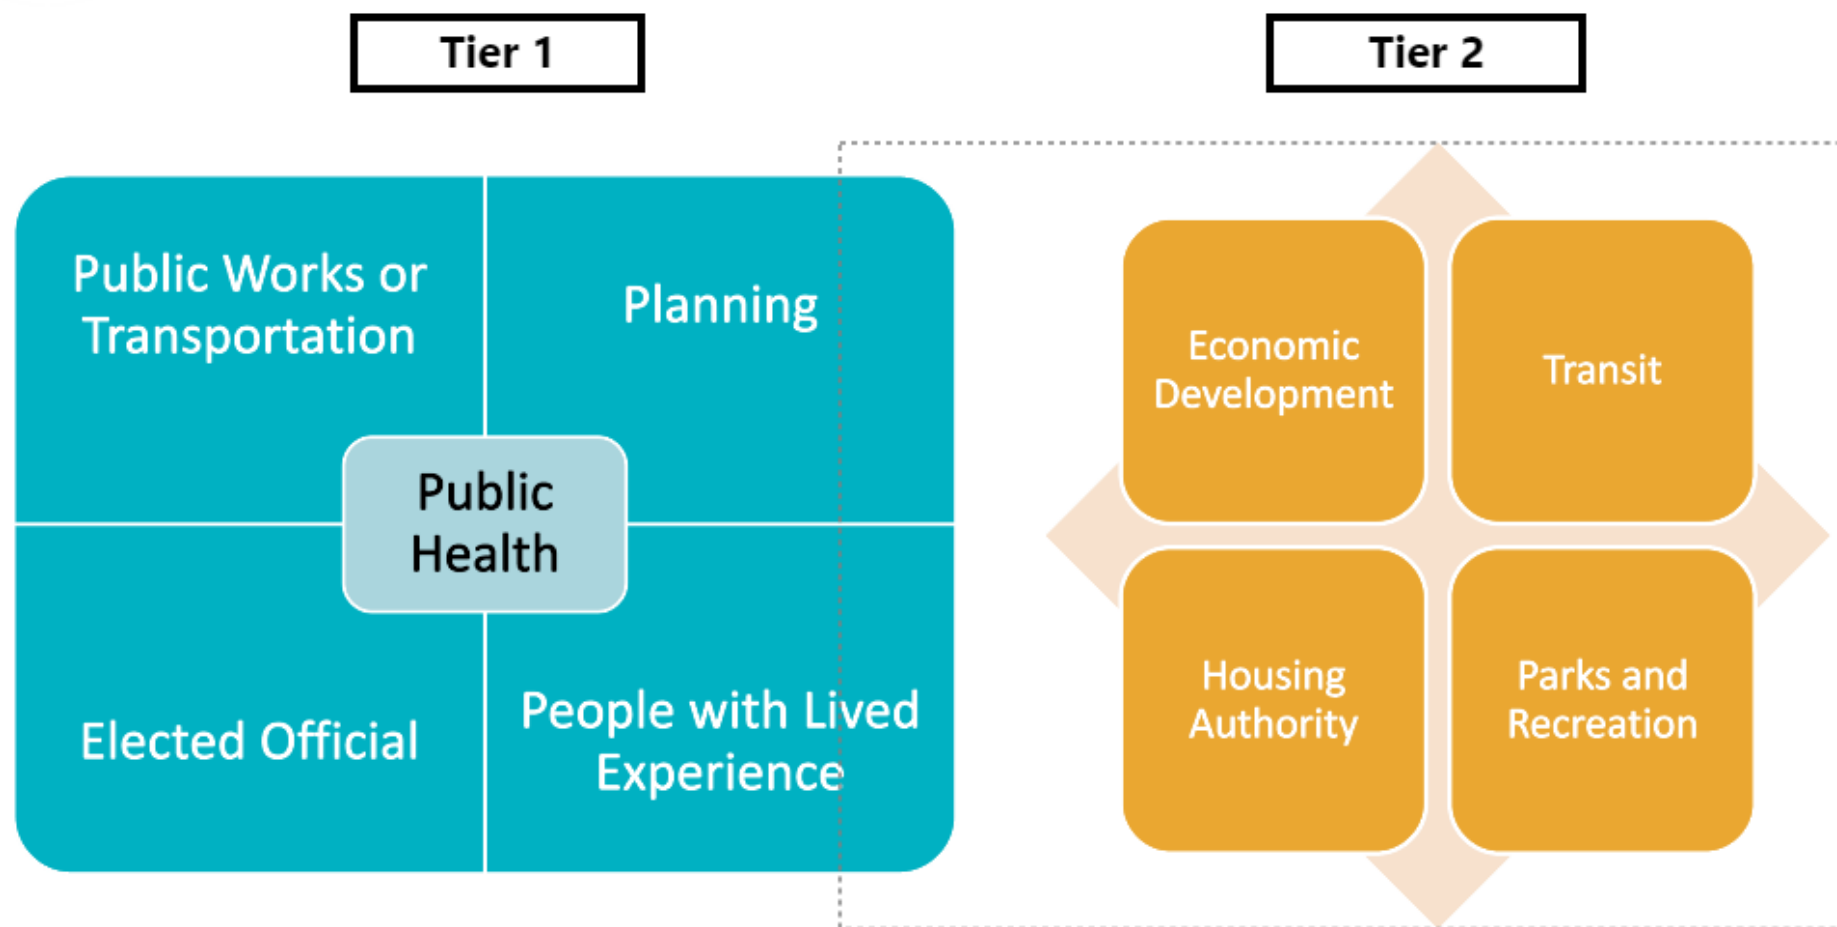 Tier 1
Tier 2
Public Works or
Transportation
Planning
Public
Health
Elected Official
People with Lived
Experience
Economic
Development
Transit
Housing
Authority
Parks and
Recreation